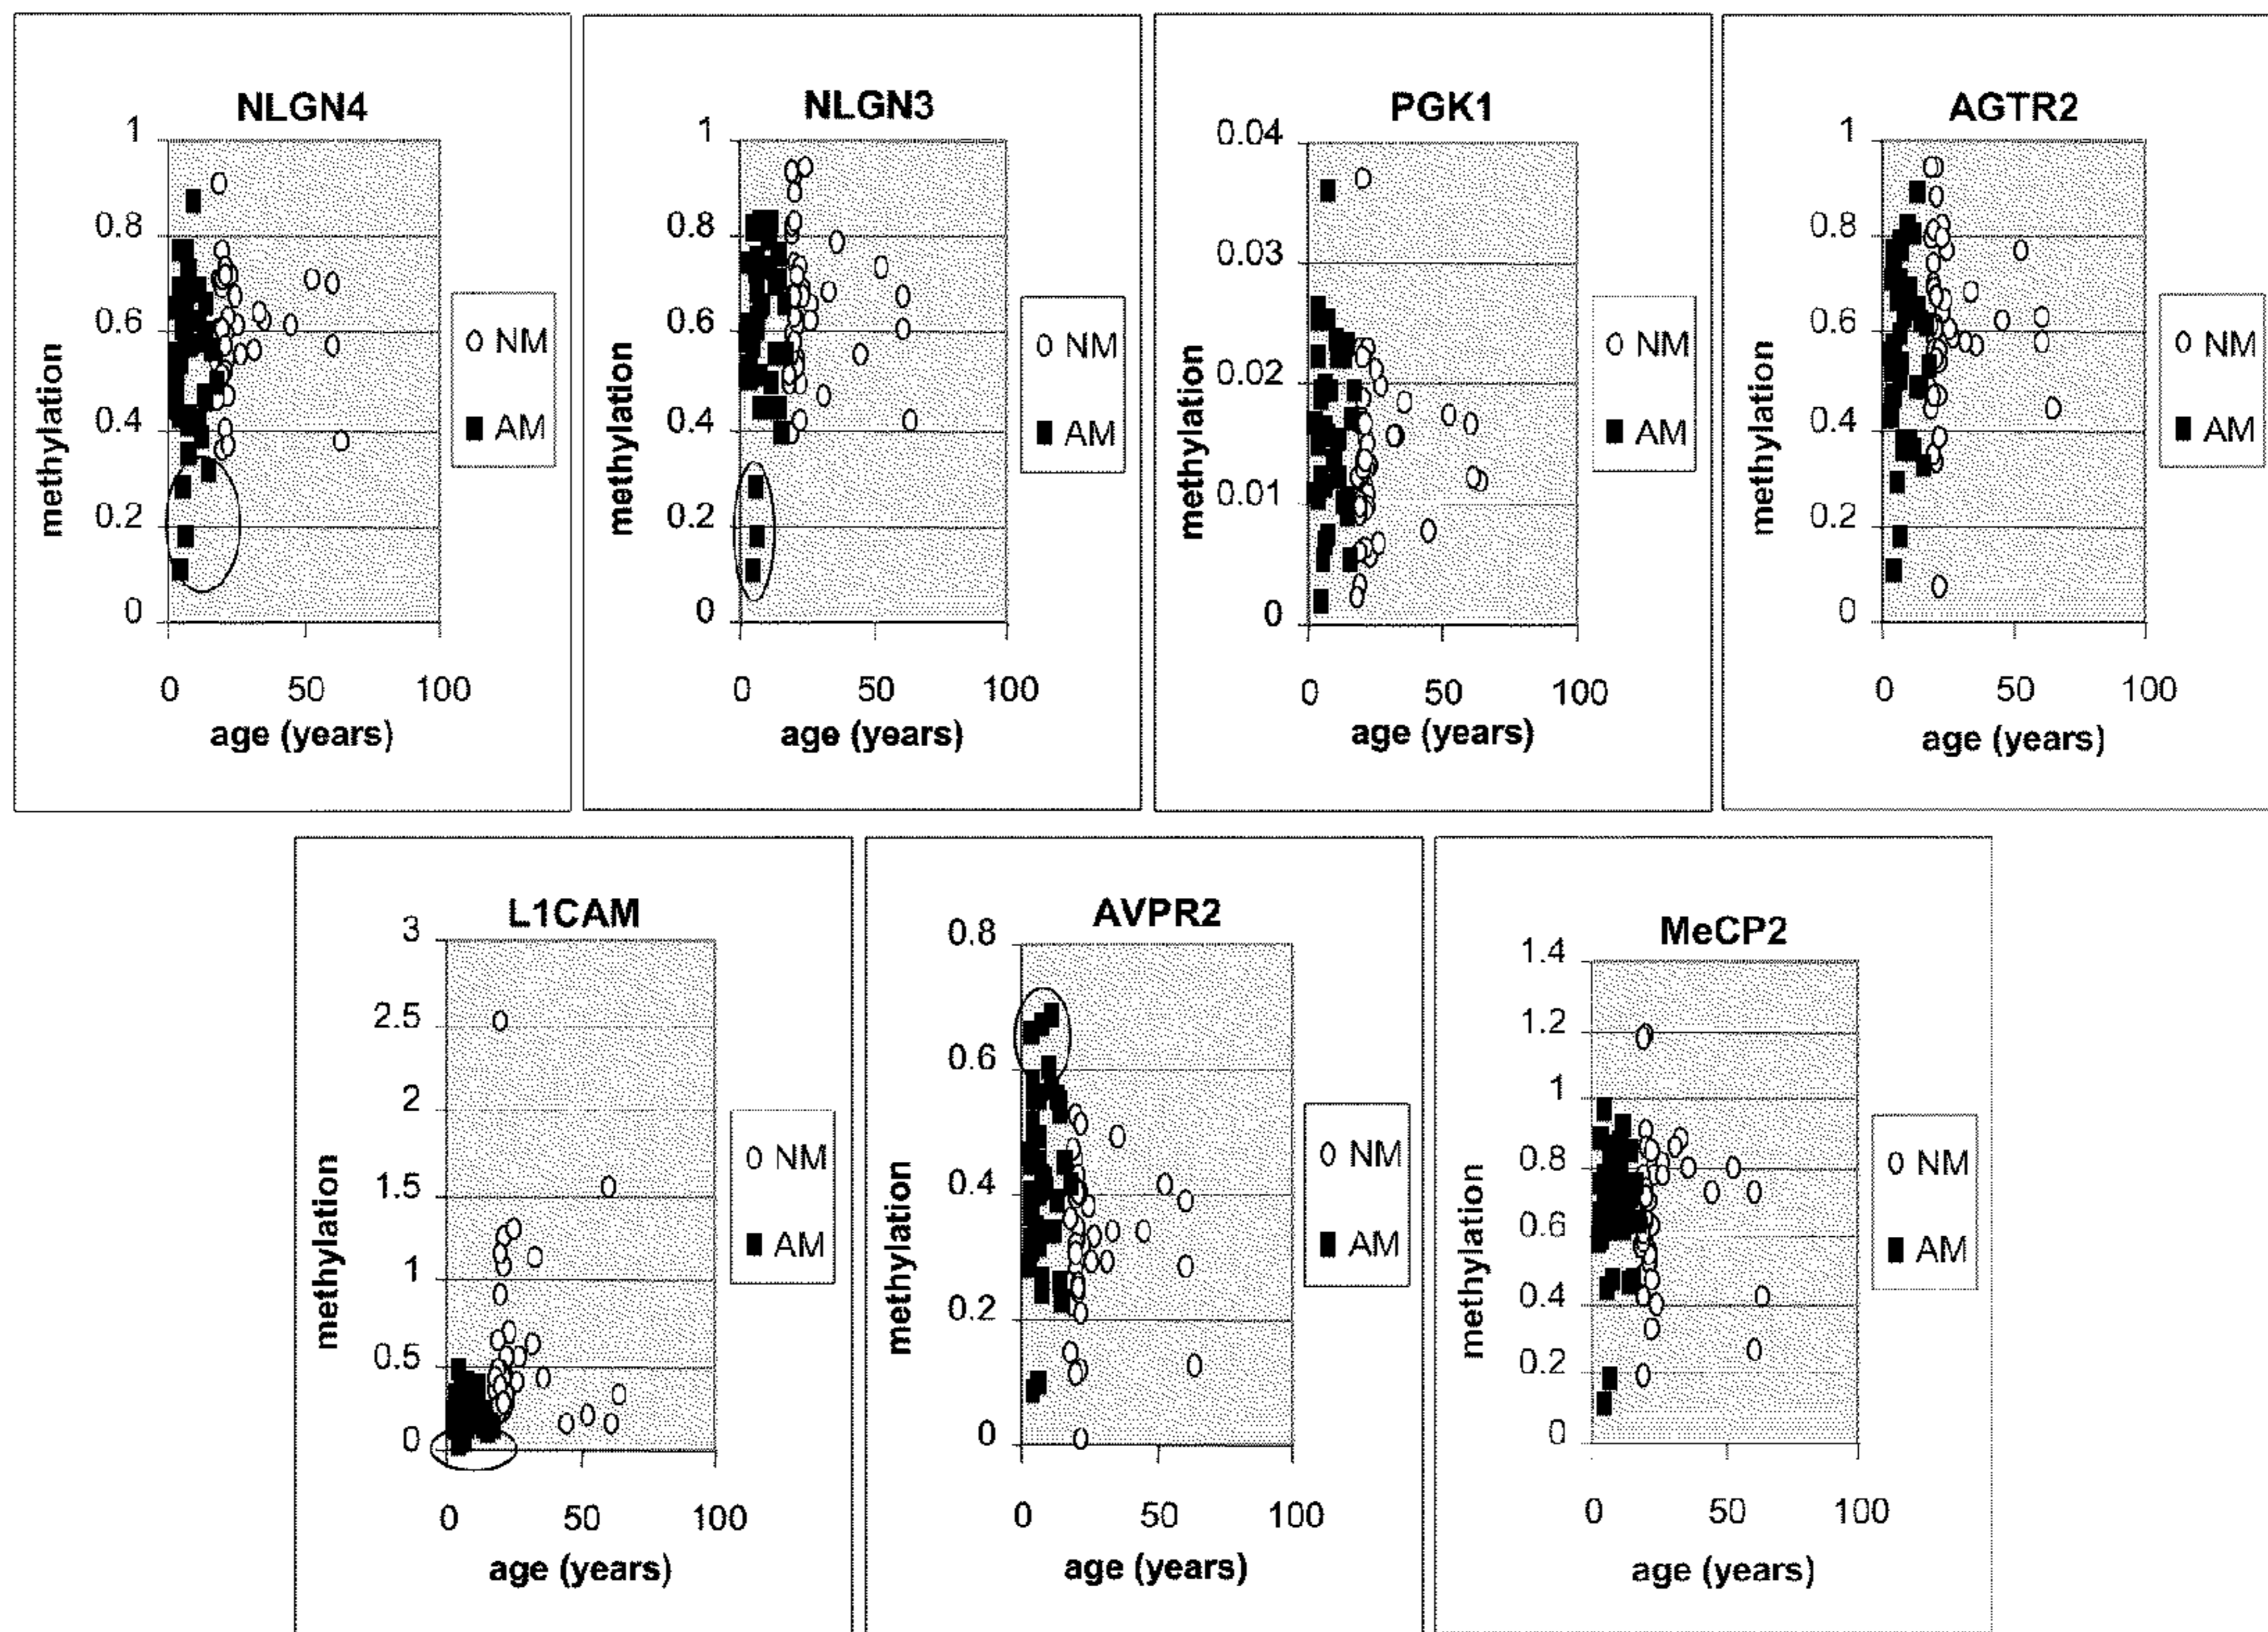 NLGN4
1
0.8
0.6
0.4
0.2
0
methylation
0 50 100
age (years)
NM
AM
NLGN3
1
0.8
0.6
0.4
0.2
0
methylation
0 50 100
age (years)
NM
AM
PGK1
0.04
0.03
0.02
0.01
0
methylation
0 50 100
age (years)
NM
AM
AGTR2
1
0.8
0.6
0.4
0.2
0
methylation
0 50 100
age (years)
NM
AM
L1CAM
3
2.5
2
1.5
1
0.5
0
methylation
0 50 100
age (years)
NM
AM
AVPR2
0.8
0.6
0.4
0.2
0
methylation
0 50 100
age (years)
NM
AM
MeCP2
1.4
1.2
1
0.8
0.6
0.4
0.2
0
methylation
0 50 100
age (years)
NM
AM